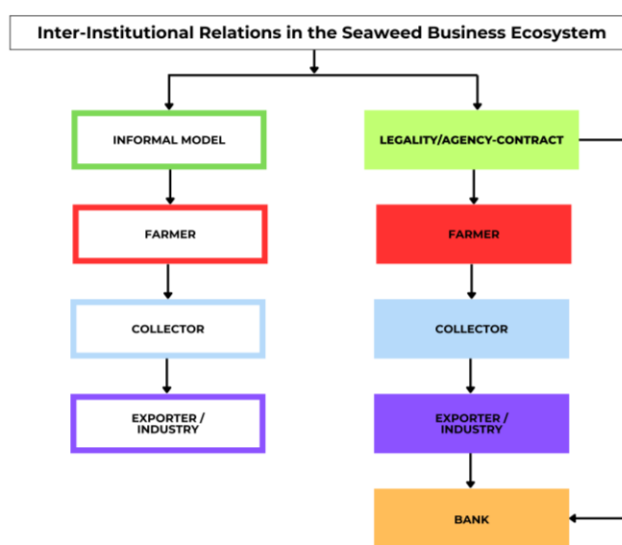 Inter-Institutional Relations in the Seaweed Business Ecosystem
INFORMAL MODEL
LEGALITY/AGENCY-CONTRACT
FARMER
FARMER
COLLECTOR
COLLECTOR
EXPORTER /
INDUSTRY
EXPORTER /
INDUSTRY
BANK